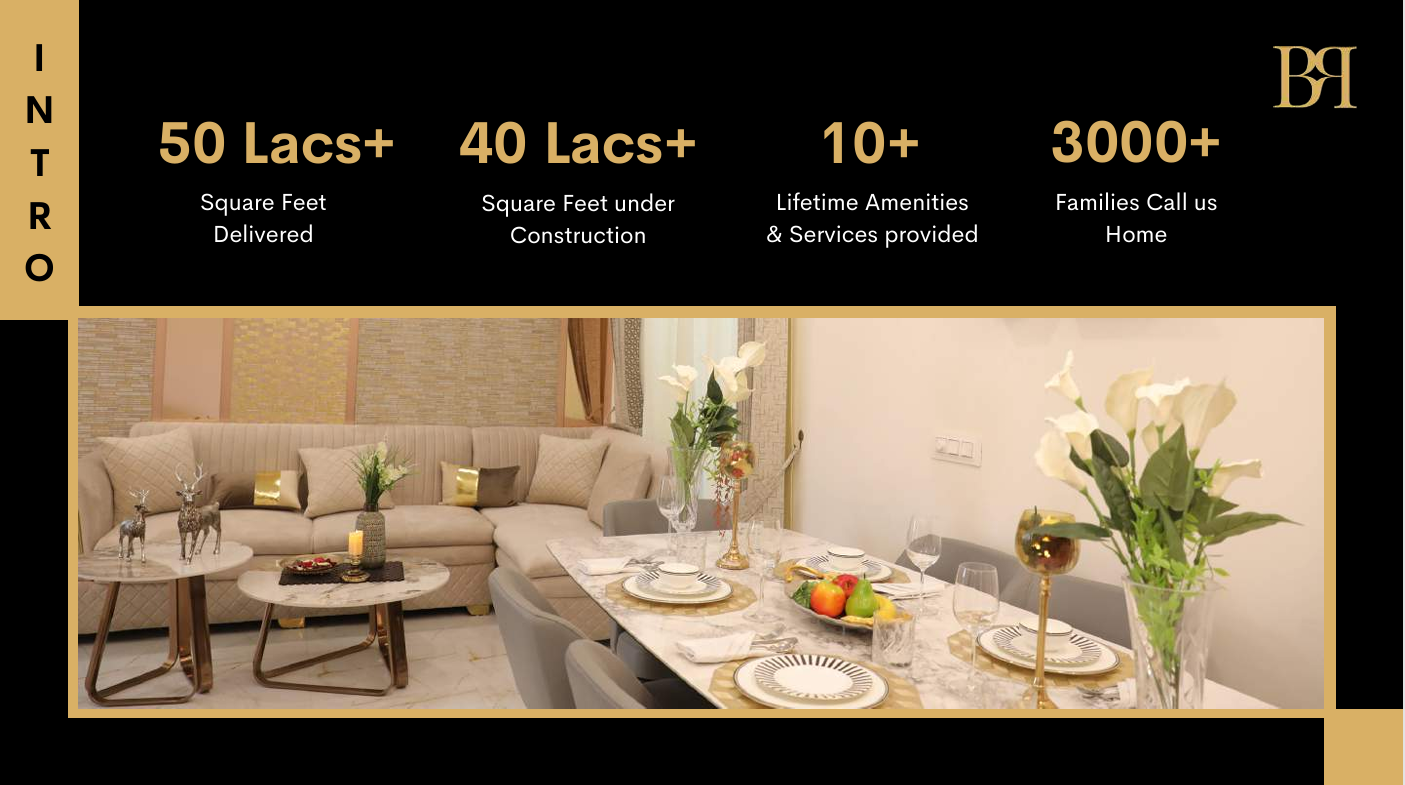 INTRO
50 Lacs+
Square Feet
Delivered
40 Lacs+
Square Feet under
Construction
10+
Lifetime Amenities
& Services provided
3000+
Families Call us
Home